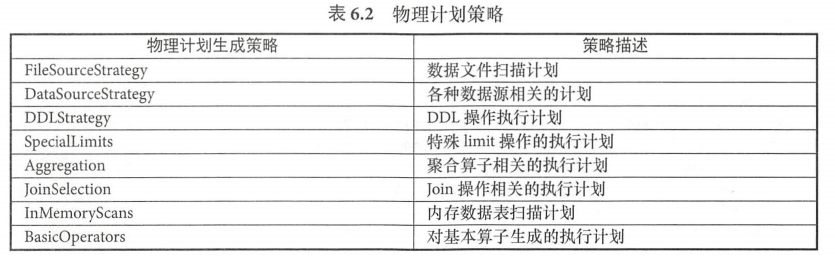 表 6.2 物理计划策略
物理计划生成策略 策略描述
FileSourceStrategy 数据文件扫描计划
DataSourceStrategy 各种数据源相关的计划
DDLStrategy DDL 操作执行计划
SpecialLimits 特殊 limit 操作的执行计划
Aggregation 聚合算子相关的执行计划
JoinSelection Join 操作相关的执行计划
InMemoryScans 内存数据表扫描计划
BasicOperators 对基本算子生成的执行计划